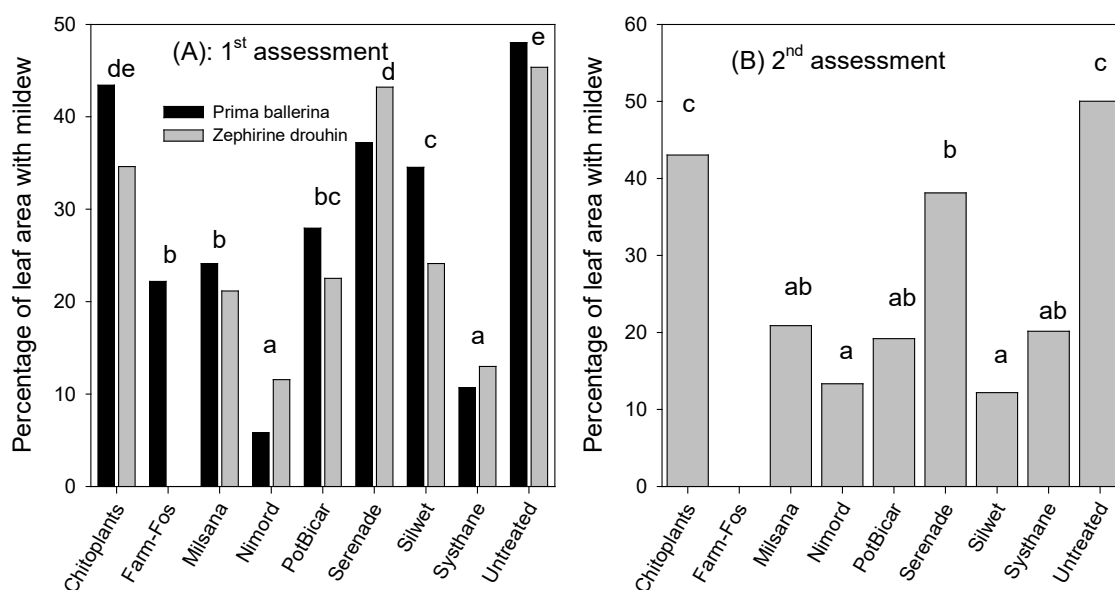 (A): 1st assessment
Percentage of leaf area with mildew
50
40
30
20
10
0
Prima ballerina
Zephirine drouhin
de
b
b
a
bc
d
c
a
e
Chitoplants
Farm-Fos
Milsana
Nimord
PotBicar
Serenade
Silwet
Systhane
Untreated
(B) 2nd assessment
Percentage of leaf area with mildew
60
50
40
30
20
10
0
c
ab
a
ab
b
a
ab
c
Chitoplants
Farm-Fos
Milsana
Nimord
PotBicar
Serenade
Silwet
Systhane
Untreated